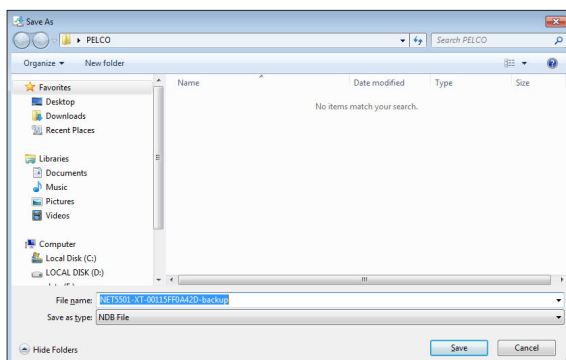 Save As
PELCO
Search PELCO
Organize
New folder
Name
Date modified
Type
Size
No items match your search.
Favorites
Desktop
Downloads
Recent Places
Libraries
Documents
Music
Pictures
Videos
Computer
Local Disk (C:)
LOCAL DISK (D:)
File name: NET5501-XT-00115FF0A42D-backup
Save as type: NDB File
Hide Folders
Save
Cancel